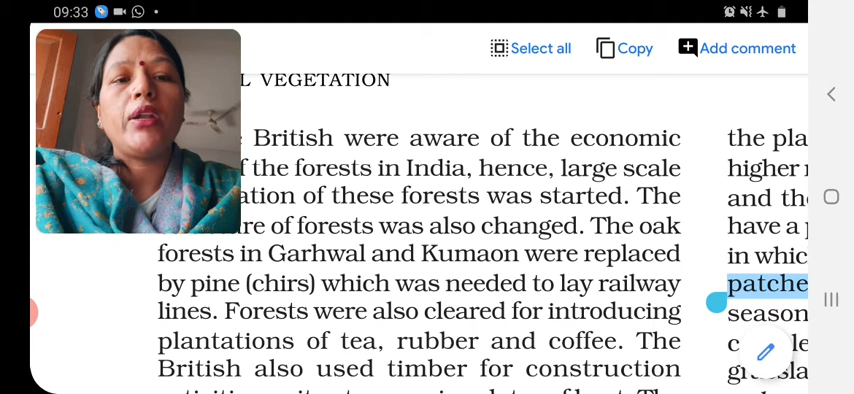 09:33
Select all
Copy
Add comment
L VEGETATION
British were aware of the economic
f the forests in India, hence, large scale
ation of these forests was started. The
re of forests was also changed. The oak
forests in Garhwal and Kumaon were replaced
by pine (chirs) which was needed to lay railway
lines. Forests were also cleared for introducing
plantations of tea, rubber and coffee. The
British also used timber for construction
the pla
higher
and the
have a
in whic
patche
season